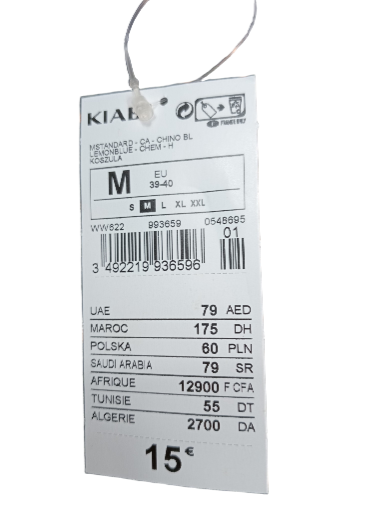 KIABI
MSTANDARD - CA - CHINO BL
LEMONBLUE - CHEM - H
KOSZULA
M EU
39-40
S M L XL XXL
WW622 993659 0548695
01
3 492219 936596
UAE 79 AED
MAROC 175 DH
POLSKA 60 PLN
SAUDI ARABIA 79 SR
AFRIQUE 12900 F CFA
TUNISIE 55 DT
ALGERIE 2700 DA
15€